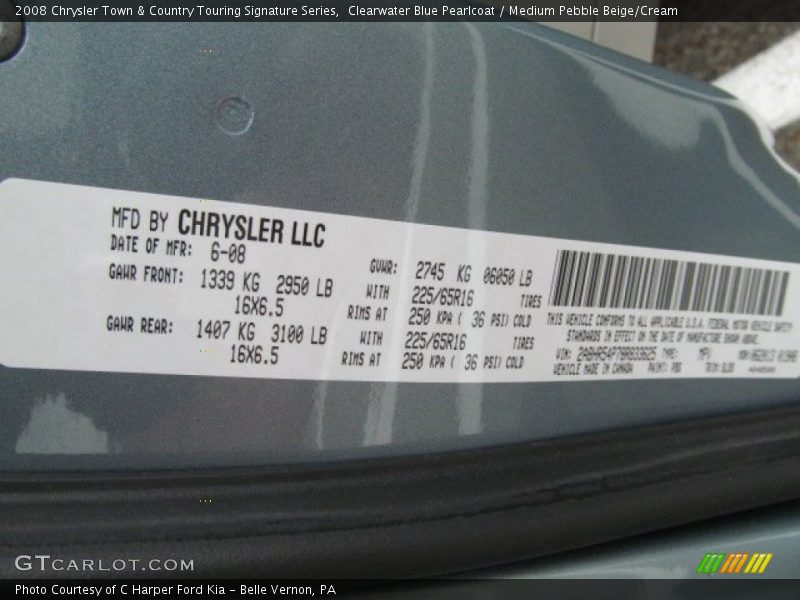 2008 Chrysler Town & Country Touring Signature Series,  Clearwater Blue Pearlcoat / Medium Pebble Beige/Cream
MFD BY CHRYSLER LLC
DATE OF MFR: 6-08
GAWR FRONT: 1339 KG 2950 LB
16X6.5
GAWR REAR: 1407 KG 3100 LB
16X6.5
GVWR: 2745 KG 06050 LB
WITH 225/65R16 TIRES
RIMS AT 250 KPA ( 36 PSI) COLD
WITH 225/65R16 TIRES
RIMS AT 250 KPA ( 36 PSI) COLD
THIS VEHICLE CONFORMS TO ALL APPLICABLE U.S.A. FEDERAL MOTOR VEHICLE SAFETY
STANDARDS IN EFFECT ON THE DATE OF MANUFACTURE SHOWN ABOVE.
VIN: TYPE: MPV
VEHICLE MADE IN CANADA PAINT: TRIM:
GTCARLOT.COM
Photo Courtesy of C Harper Ford Kia – Belle Vernon, PA